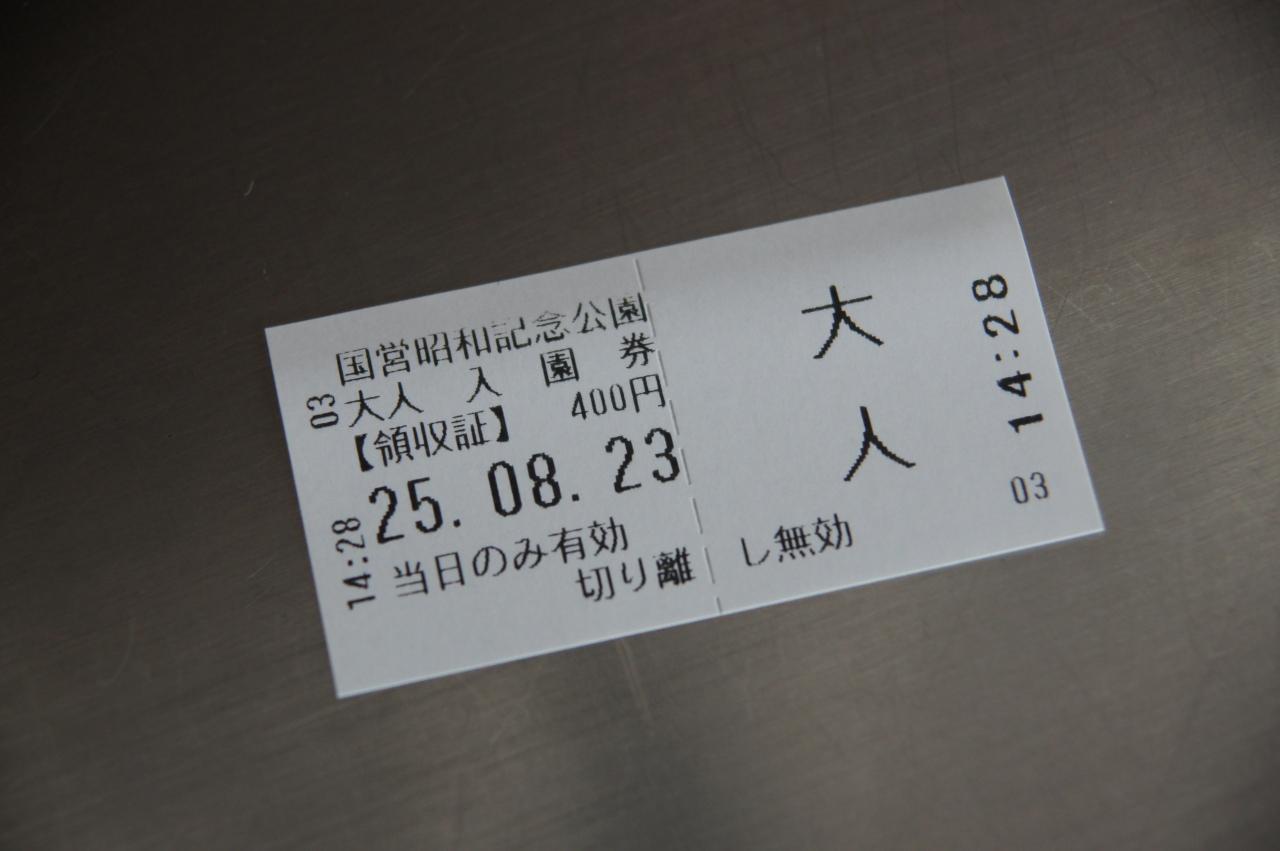 国営昭和記念公園
大人 入 園 券
【領収証】 400円
25.08.23
当日のみ有効
切り離し無効
03
14:28
大人
14:28
03